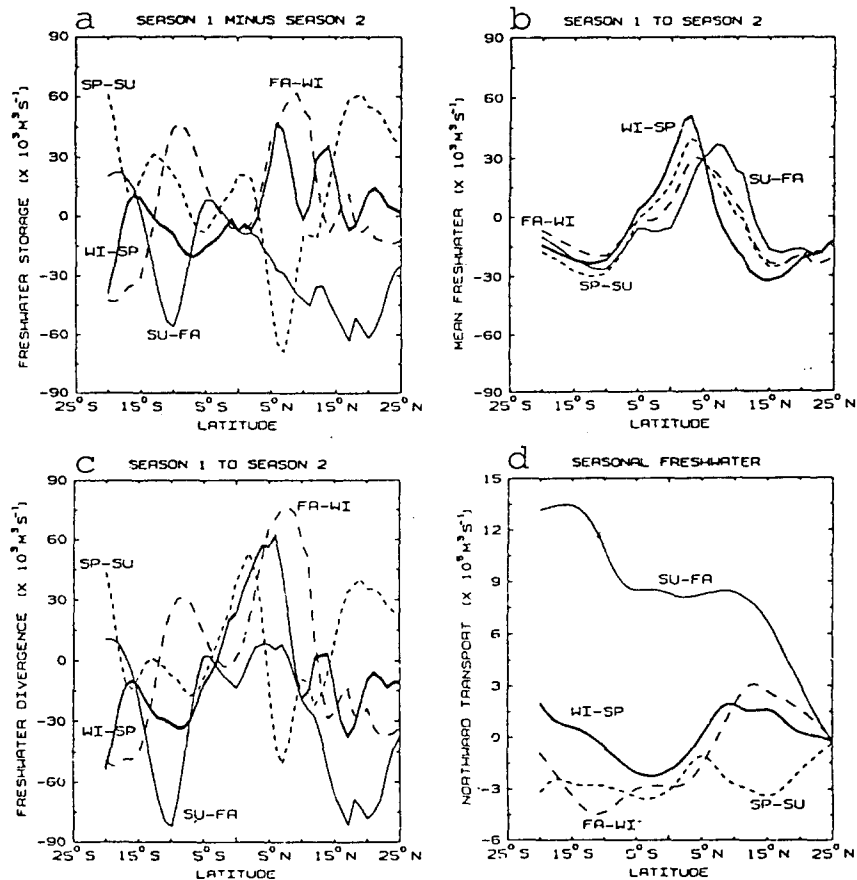 a SEASON 1 MINUS SEASON 2
90
60
30
0
-30
-60
-90
FRESHWATER STORAGE (X 10³M³S⁻¹)
SP-SU
FA-WI
WI-SP
SU-FA
25°S 15°S 5°S 5°N 15°N 25°N
LATITUDE
b SEASON 1 TO SEASON 2
90
60
30
0
-30
-60
-90
MEAN FRESHWATER (X 10³M³S⁻¹)
WI-SP
SU-FA
FA-WI
SP-SU
25°S 15°S 5°S 5°N 15°N 25°N
LATITUDE
c SEASON 1 TO SEASON 2
90
60
30
0
-30
-60
-90
FRESHWATER DIVERGENCE (X 10³M³S⁻¹)
FA-WI
SP-SU
WI-SP
SU-FA
25°S 15°S 5°S 5°N 15°N 25°N
LATITUDE
d SEASONAL FRESHWATER
15
12
9
6
3
0
-3
-6
NORTHWARD TRANSPORT (X 10⁵M³S⁻¹)
SU-FA
WI-SP
SP-SU
FA-WI
25°S 15°S 5°S 5°N 15°N 25°N
LATITUDE